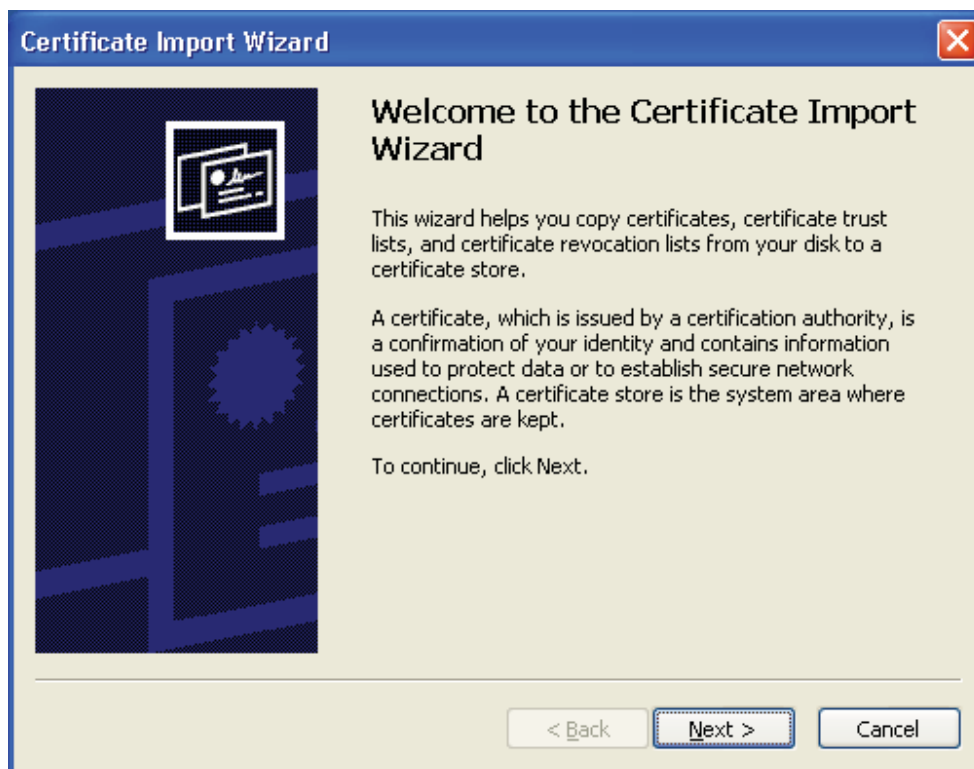 Certificate Import Wizard
Welcome to the Certificate Import
Wizard
This wizard helps you copy certificates, certificate trust
lists, and certificate revocation lists from your disk to a
certificate store.
A certificate, which is issued by a certification authority, is
a confirmation of your identity and contains information
used to protect data or to establish secure network
connections. A certificate store is the system area where
certificates are kept.
To continue, click Next.
< Back Next > Cancel